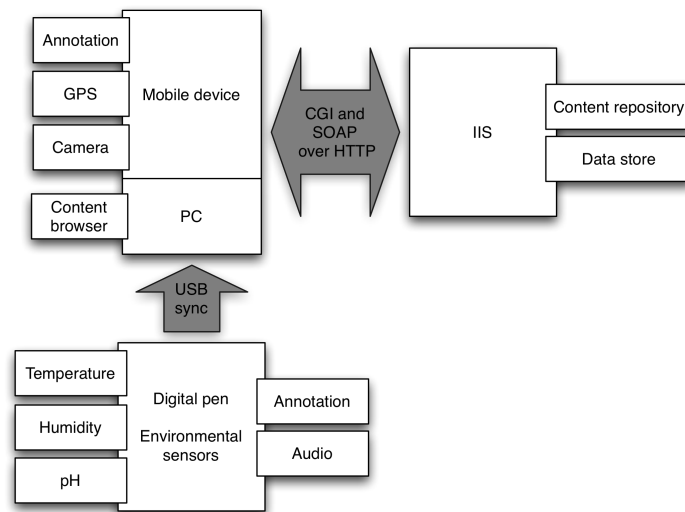 Annotation
GPS
Camera
Content
browser
Mobile device
PC
CGI and
SOAP
over HTTP
IIS
Content repository
Data store
USB
sync
Temperature
Humidity
pH
Digital pen
Environmental
sensors
Annotation
Audio